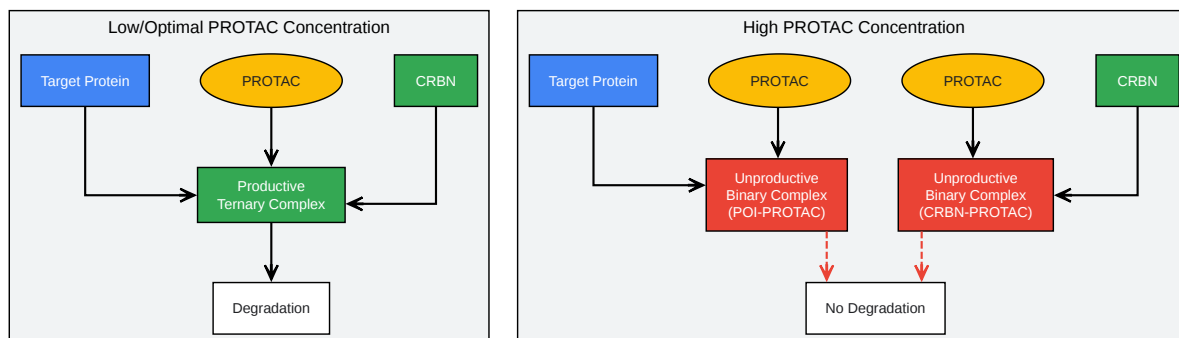 Low/Optimal PROTAC Concentration
Target Protein
PROTAC
CRBN
Productive
Ternary Complex
Degradation
High PROTAC Concentration
Target Protein
PROTAC
PROTAC
CRBN
Unproductive
Binary Complex
(POI-PROTAC)
Unproductive
Binary Complex
(CRBN-PROTAC)
No Degradation